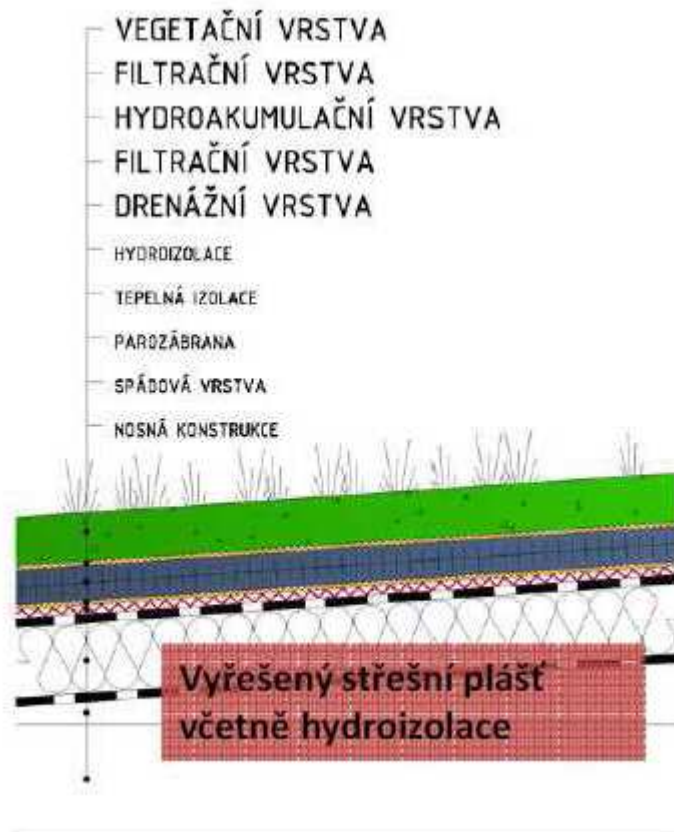 VEGETAČNÍ VRSTVA
FILTRAČNÍ VRSTVA
HYDROAKUMULAČNÍ VRSTVA
FILTRAČNÍ VRSTVA
DRENÁŽNÍ VRSTVA
HYDROIZOLACE
TEPELNÁ IZOLACE
PAROZÁBRANA
SPÁDOVÁ VRSTVA
NOSNÁ KONSTRUKCE
Vyřešený střešní plášť
včetně hydroizolace